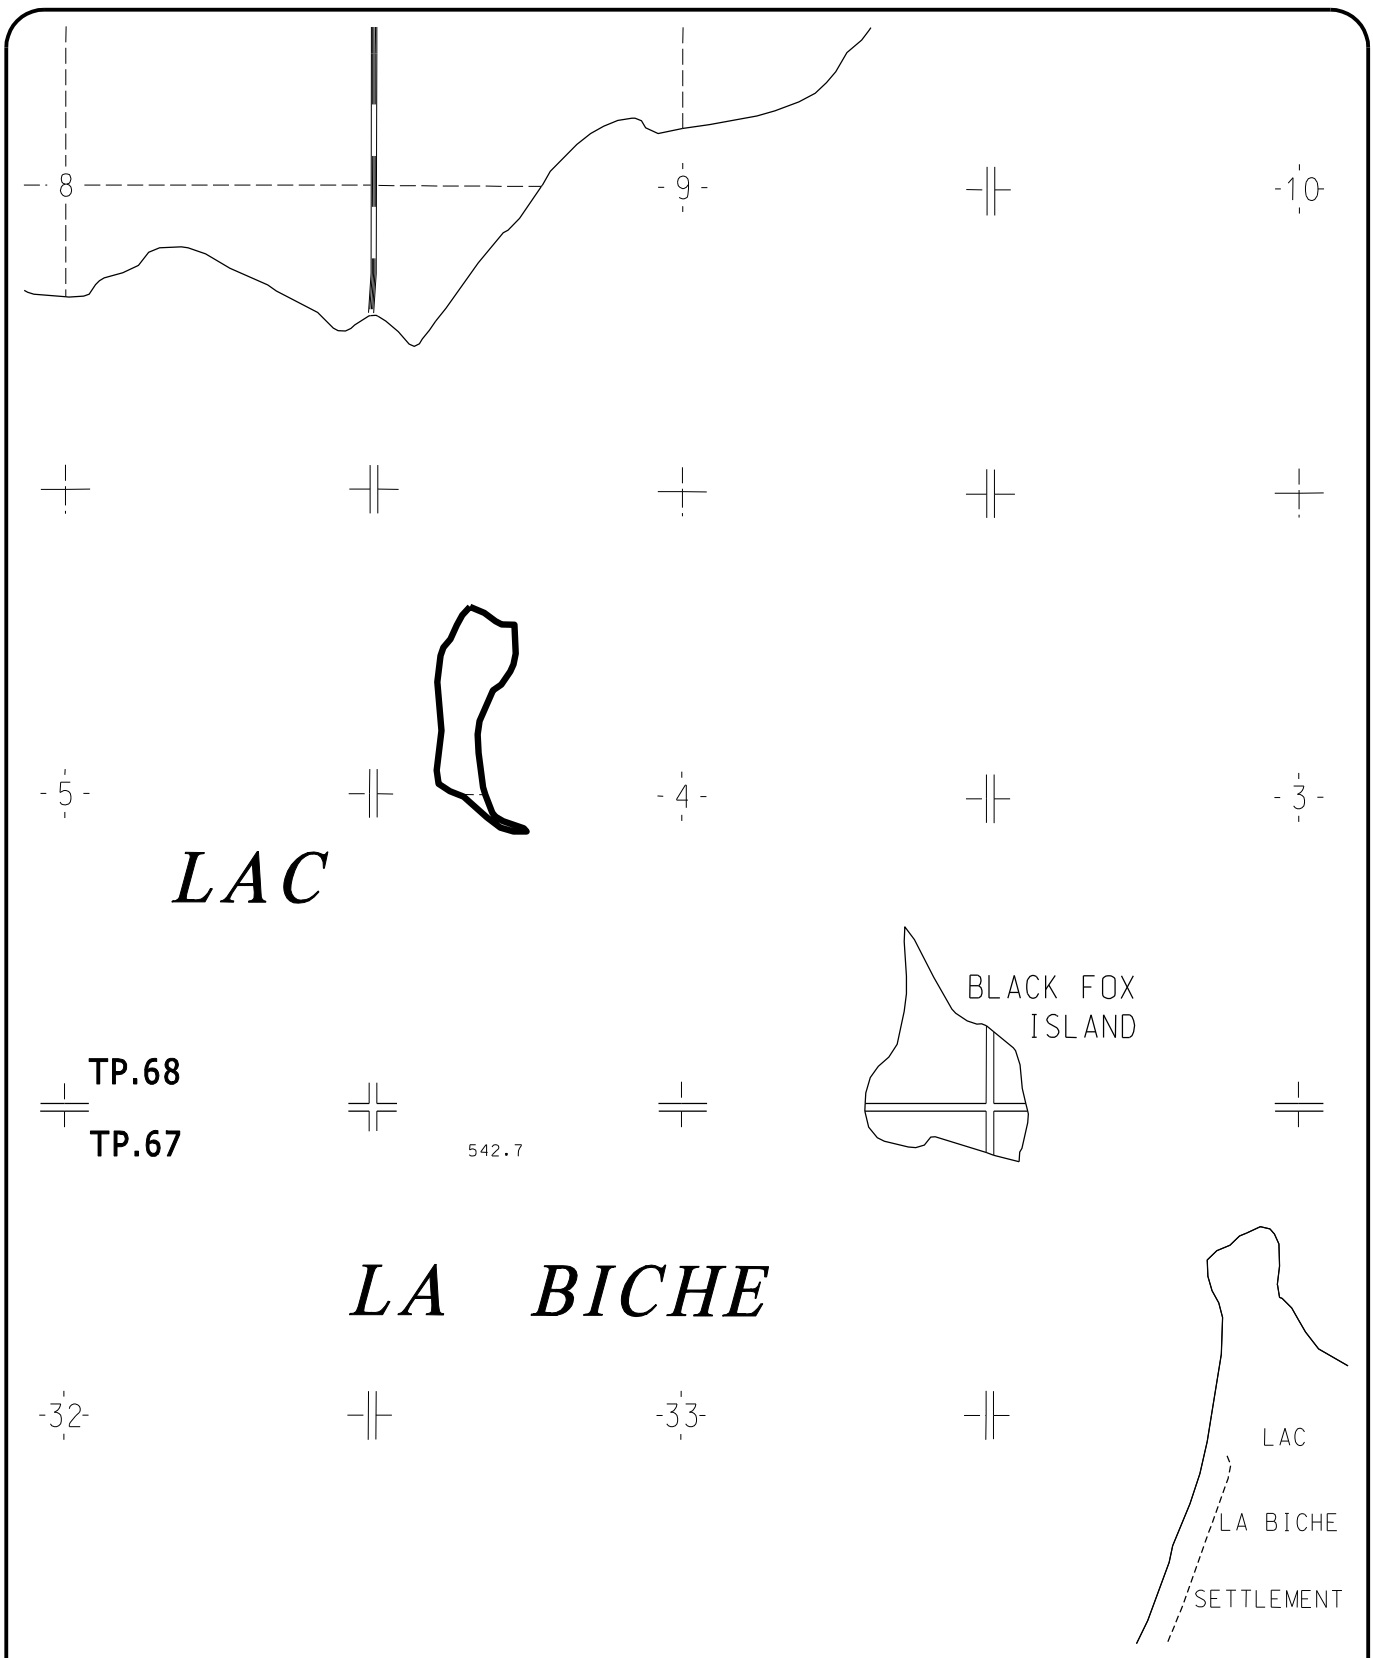 8
-9-
-10-
-5-
-4-
-3-
LAC
BLACK FOX
ISLAND
TP.68
TP.67
542.7
LA BICHE
-32-
-33-
LAC
LA BICHE
SETTLEMENT